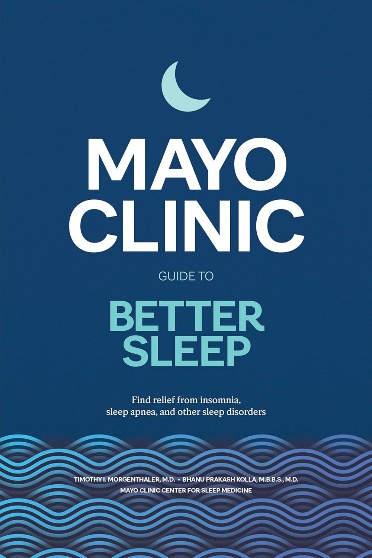 MAYO
CLINIC
GUIDE TO
BETTER
SLEEP
Find relief from insomnia,
sleep apnea, and other sleep disorders
TIMOTHY I. MORGENTHALER, M.D. • BHANU PRAKASH KOLLA, M.B.B.S., M.D.
MAYO CLINIC CENTER FOR SLEEP MEDICINE